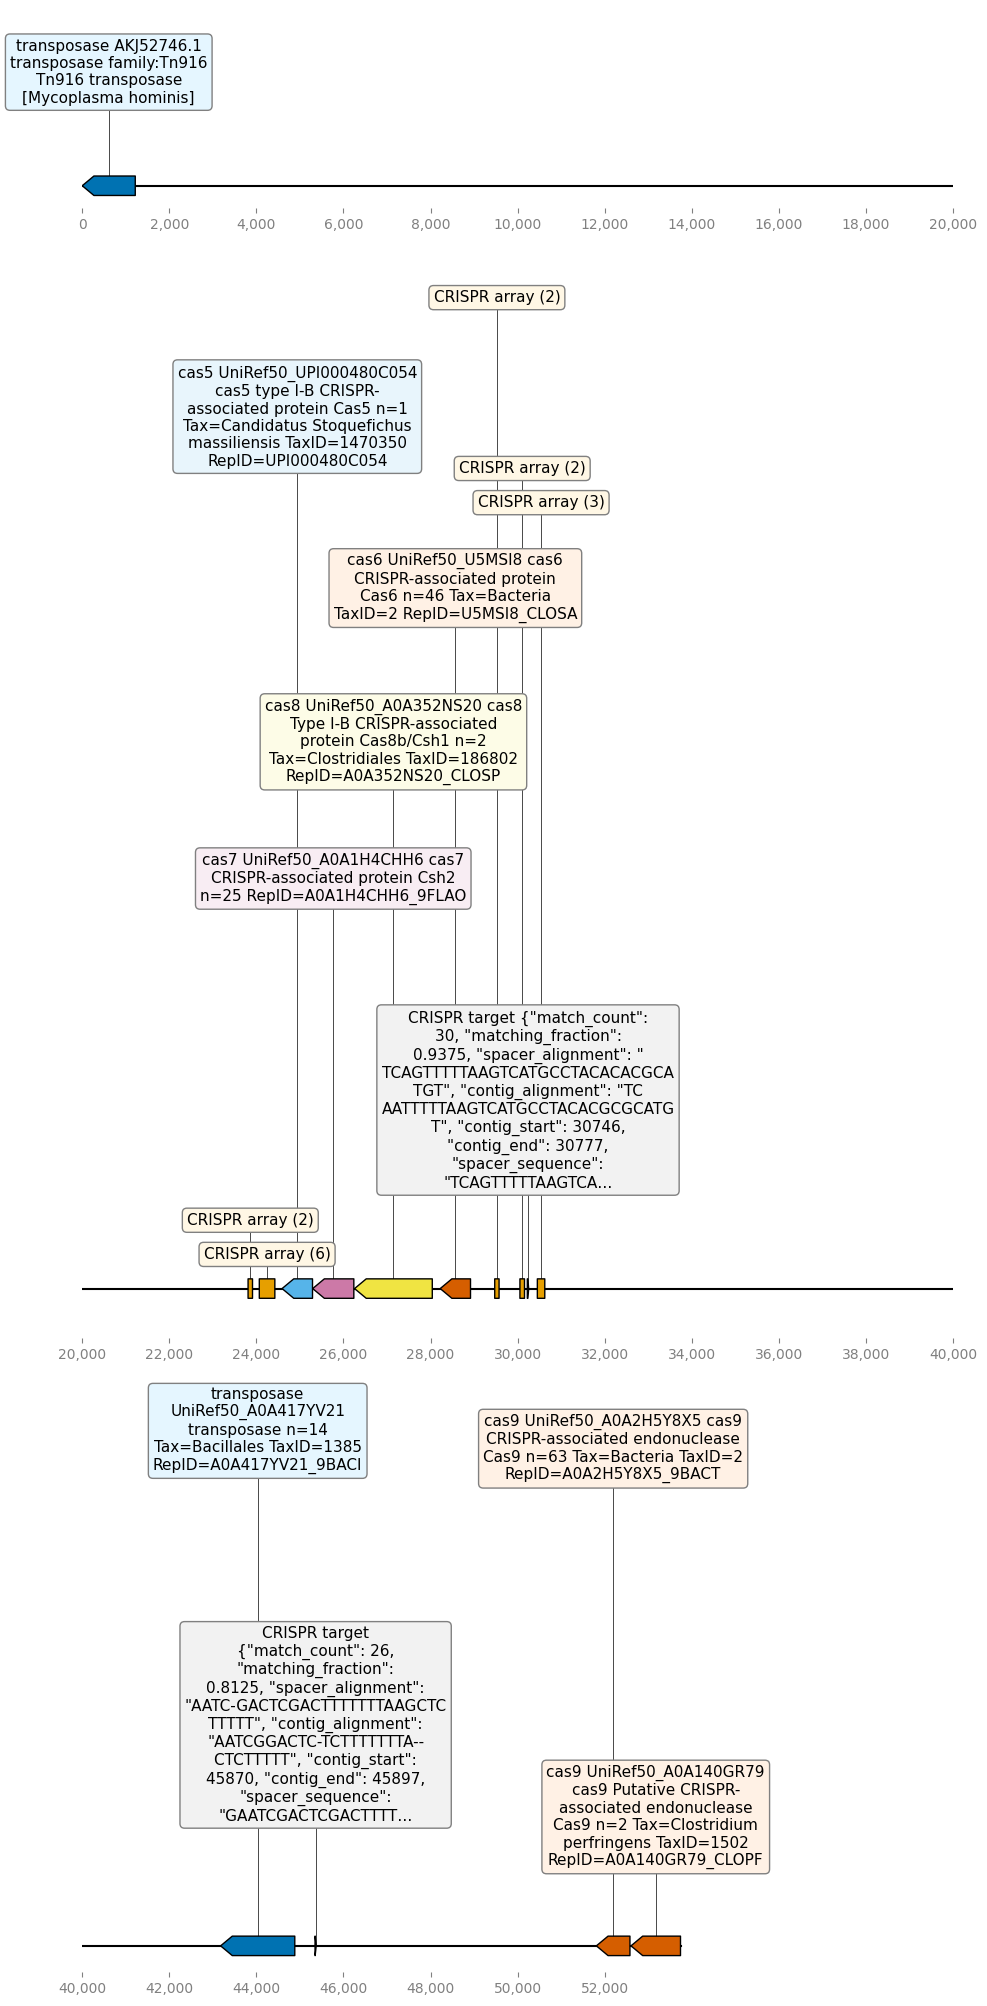 transposase AKJ52746.1
transposase family:Tn916
Tn916 transposase
[Mycoplasma hominis]
0 2,000 4,000 6,000 8,000 10,000 12,000 14,000 16,000 18,000 20,000
CRISPR array (2)
cas5 UniRef50_UPI000480C054
cas5 type I-B CRISPR-
associated protein Cas5 n=1
Tax=Candidatus Stoquefichus
massiliensis TaxID=1470350
RepID=UPI000480C054
CRISPR array (2)
CRISPR array (3)
cas6 UniRef50_U5MSI8 cas6
CRISPR-associated protein
Cas6 n=46 Tax=Bacteria
TaxID=2 RepID=U5MSI8_CLOSA
cas8 UniRef50_A0A352NS20 cas8
Type I-B CRISPR-associated
protein Cas8b/Csh1 n=2
Tax=Clostridiales TaxID=186802
RepID=A0A352NS20_CLOSP
cas7 UniRef50_A0A1H4CHH6 cas7
CRISPR-associated protein Csh2
n=25 RepID=A0A1H4CHH6_9FLAO
CRISPR target {"match_count":
30, "matching_fraction":
0.9375, "spacer_alignment": "
TCAGTTTTTAAGTCATGCCTACACACGCA
TGT", "contig_alignment": "TC
AATTTTTAAGTCATGCCTACACGCGCATG
T", "contig_start": 30746,
"contig_end": 30777,
"spacer_sequence":
"TCAGTTTTTAAGTCA...
CRISPR array (2)
CRISPR array (6)
20,000 22,000 24,000 26,000 28,000 30,000 32,000 34,000 36,000 38,000 40,000
transposase
UniRef50_A0A417YV21
transposase n=14
Tax=Bacillales TaxID=1385
RepID=A0A417YV21_9BACI
cas9 UniRef50_A0A2H5Y8X5 cas9
CRISPR-associated endonuclease
Cas9 n=63 Tax=Bacteria TaxID=2
RepID=A0A2H5Y8X5_9BACT
CRISPR target
{"match_count": 26,
"matching_fraction":
0.8125, "spacer_alignment":
"AATC-GACTCGACTTTTTTTAAGCTC
TTTTT", "contig_alignment":
"AATCGGACTC-TCTTTTTTTA--
CTCTTTTT", "contig_start":
45870, "contig_end": 45897,
"spacer_sequence":
"GAATCGACTCGACTTTT...
cas9 UniRef50_A0A140GR79
cas9 Putative CRISPR-
associated endonuclease
Cas9 n=2 Tax=Clostridium
perfringens TaxID=1502
RepID=A0A140GR79_CLOPF
40,000 42,000 44,000 46,000 48,000 50,000 52,000